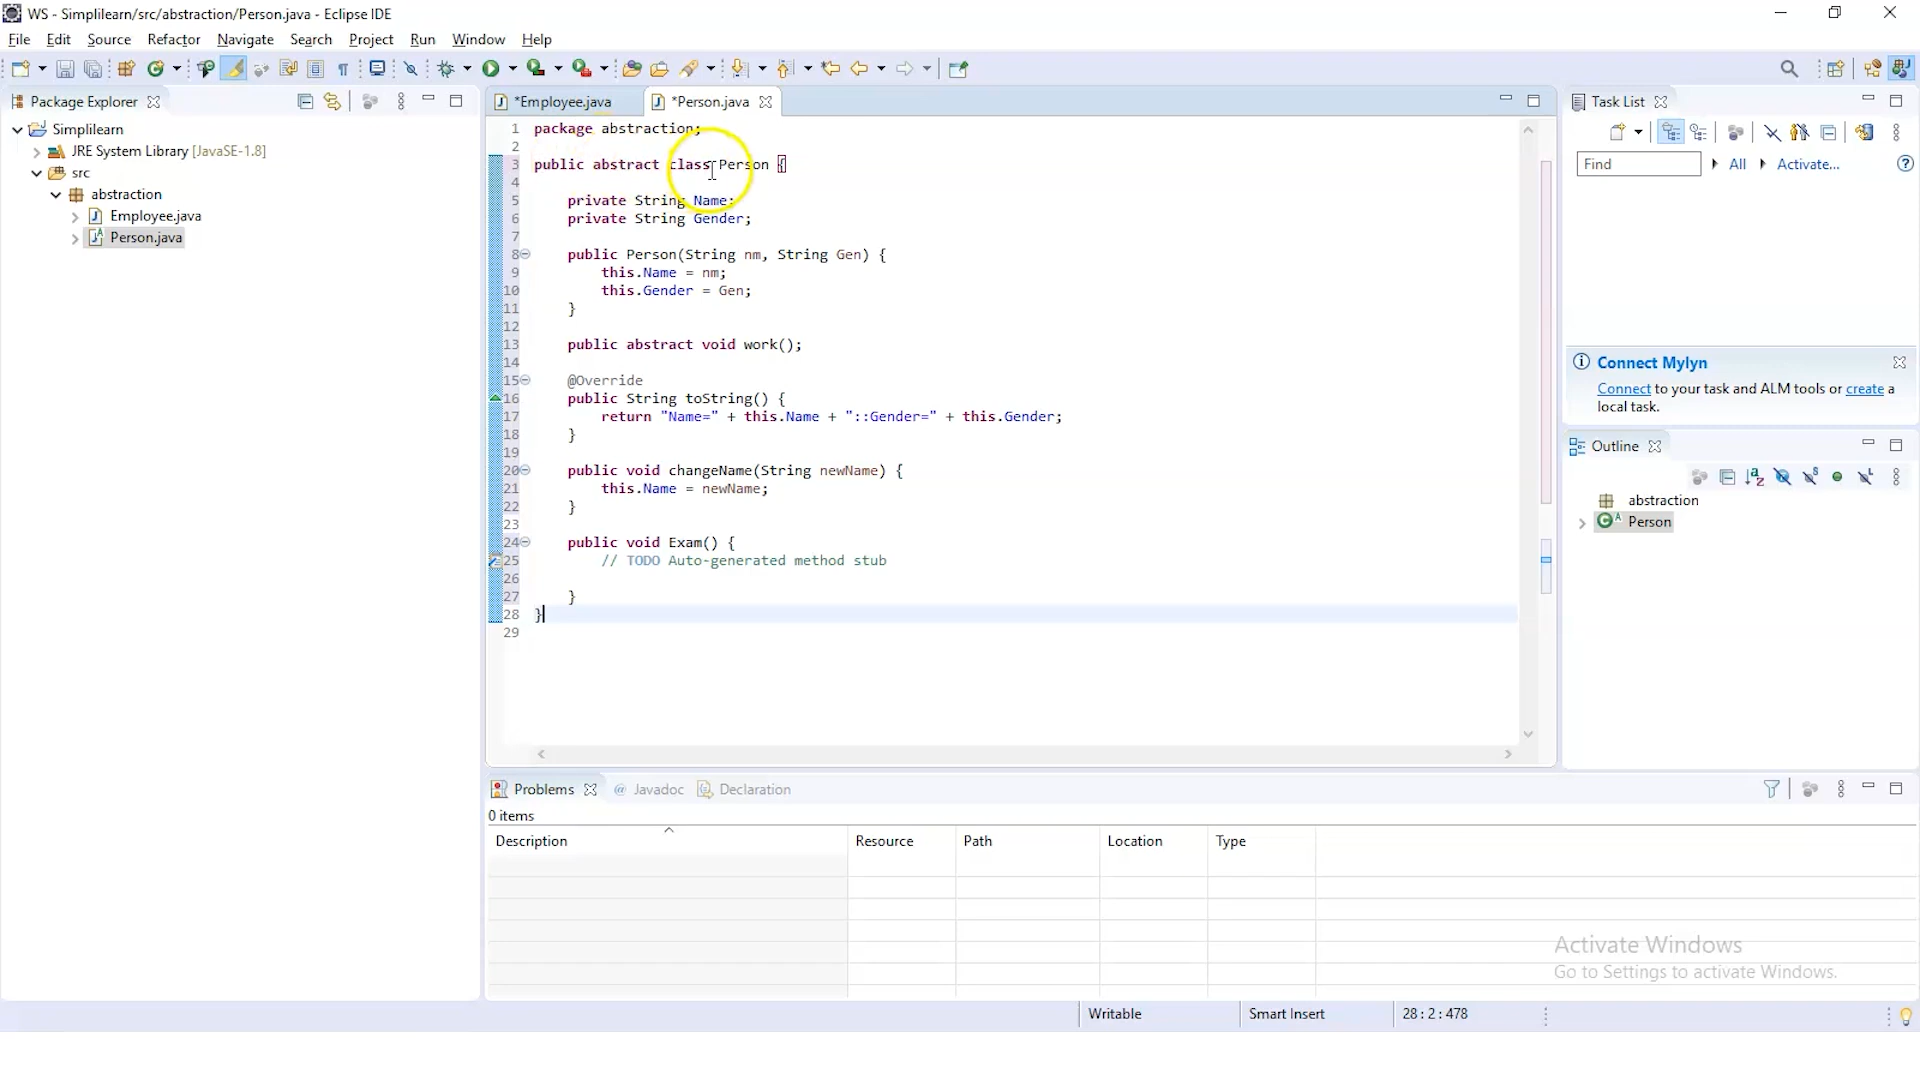 WS - Simplilearn/src/abstraction/Person.java - Eclipse IDE
File Edit Source Refactor Navigate Search Project Run Window Help
Package Explorer
Simplilearn
JRE System Library [JavaSE-1.8]
src
abstraction
Employee.java
Person.java
*Employee.java
*Person.java
1 package abstraction;
2
3 public abstract class Person {
4
5 private String Name;
6 private String Gender;
7
8 public Person(String nm, String Gen) {
9 this.Name = nm;
10 this.Gender = Gen;
11 }
12
13 public abstract void work();
14
15 @Override
16 public String toString() {
17 return "Name=" + this.Name + "::Gender=" + this.Gender;
18 }
19
20 public void changeName(String newName) {
21 this.Name = newName;
22 }
23
24 public void Exam() {
25 // TODO Auto-generated method stub
26
27 }
28 }
29
Task List
Find
All
Activate...
Connect Mylyn
Connect to your task and ALM tools or create a
local task.
Outline
abstraction
Person
Problems
@ Javadoc
Declaration
0 items
Description Resource Path Location Type
Activate Windows
Go to Settings to activate Windows.
Writable Smart Insert 28 : 2 : 478